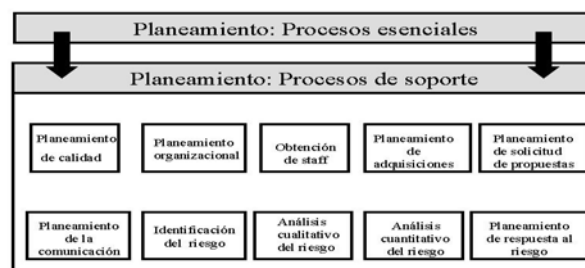 Planeamiento: Procesos esenciales
Planeamiento: Procesos de soporte
Planeamiento
de calidad
Planeamiento
organizacional
Obtención
de staff
Planeamiento
de
adquisiciones
Planeamiento
de solicitud
de propuestas
Planeamiento
de la
comunicación
Identificación
del riesgo
Análisis
cualitativo
del riesgo
Análisis
cuantitativo
del riesgo
Planeamiento
de respuesta al
riesgo